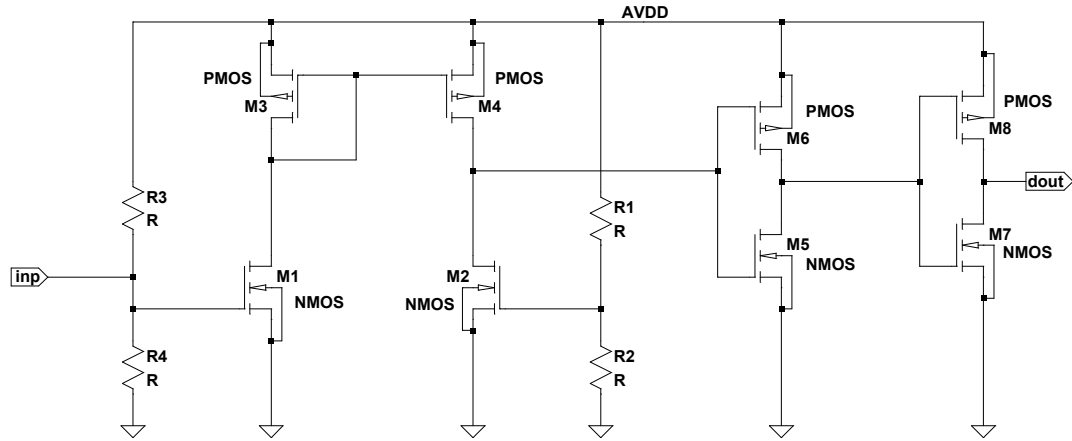 AVDD
PMOS
M3
PMOS
M4
PMOS
M6
PMOS
M8
R3
R
R1
R
dout
inp
M1
NMOS
M2
NMOS
M5
NMOS
M7
NMOS
R4
R
R2
R